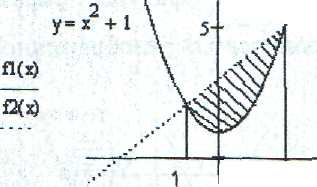 y = x² + 1
5
f1(x)
f2(x)
1